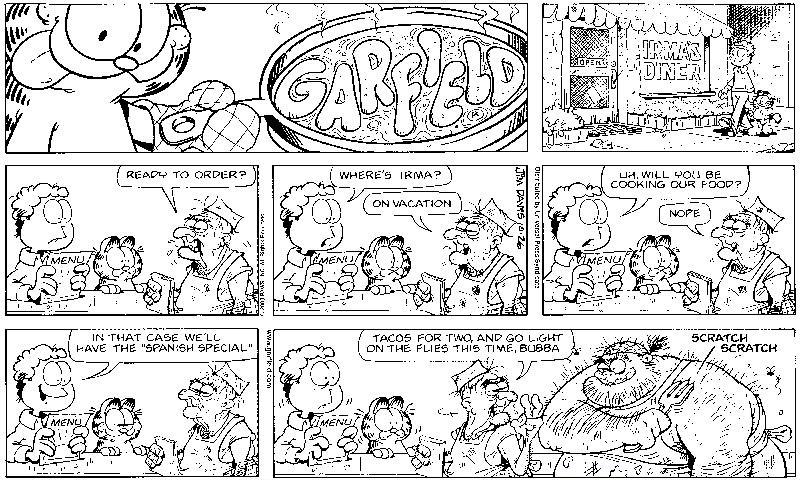 GARFIELD
OPEN
IRMA'S
DINER
READY TO ORDER?
MENU
WHERE'S IRMA?
ON VACATION
MENU
JIM DAVIS 10-26
UH, WILL YOU BE
COOKING OUR FOOD?
NOPE
MENU
IN THAT CASE WE'LL
HAVE THE "SPANISH SPECIAL"
MENU
TACOS FOR TWO, AND GO LIGHT
ON THE FLIES THIS TIME, BUBBA
MENU
SCRATCH
SCRATCH